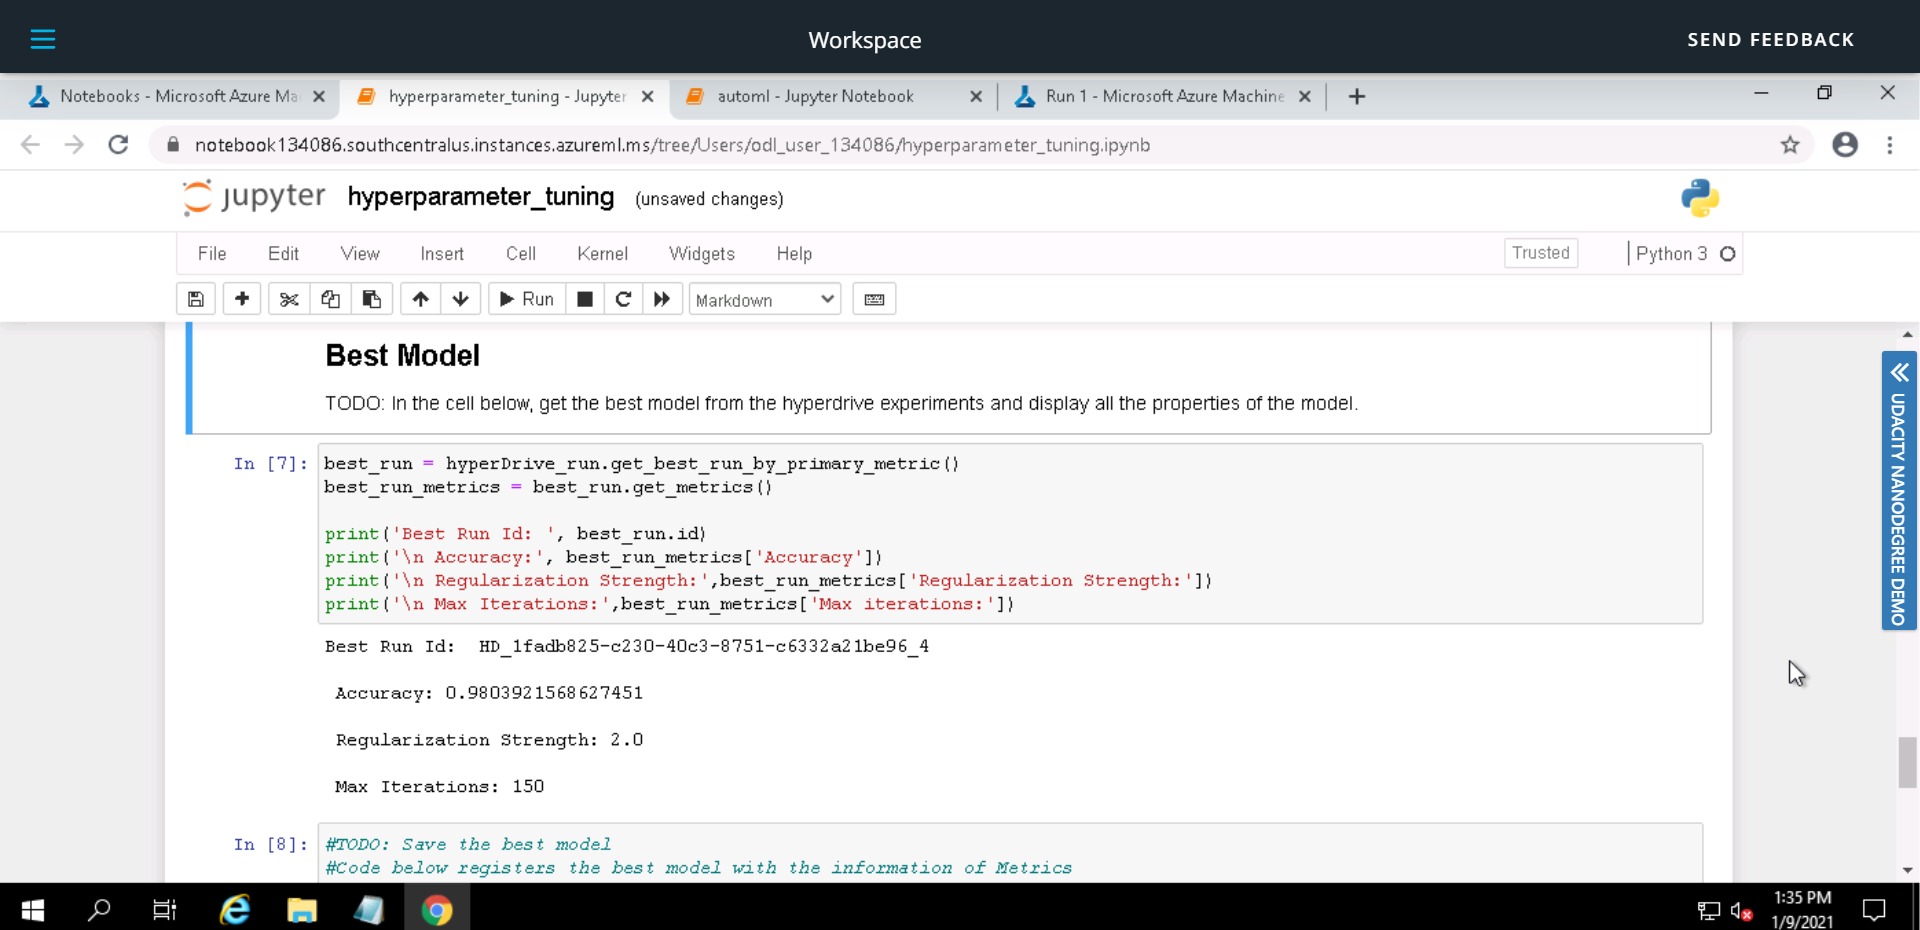 Workspace
SEND FEEDBACK
Notebooks - Microsoft Azure Ma
hyperparameter_tuning - Jupyter
automl - Jupyter Notebook
Run 1 - Microsoft Azure Machine
notebook134086.southcentralus.instances.azureml.ms/tree/Users/odl_user_134086/hyperparameter_tuning.ipynb
jupyter hyperparameter_tuning (unsaved changes)
File Edit View Insert Cell Kernel Widgets Help Trusted Python 3
Run Markdown
Best Model
TODO: In the cell below, get the best model from the hyperdrive experiments and display all the properties of the model.
In [7]: best_run = hyperDrive_run.get_best_run_by_primary_metric()
best_run_metrics = best_run.get_metrics()
print('Best Run Id: ', best_run.id)
print('\n Accuracy:', best_run_metrics['Accuracy'])
print('\n Regularization Strength:',best_run_metrics['Regularization Strength:'])
print('\n Max Iterations:',best_run_metrics['Max iterations:'])
Best Run Id:  HD_1fadb825-c230-40c3-8751-c6332a21be96_4
Accuracy: 0.9803921568627451
Regularization Strength: 2.0
Max Iterations: 150
In [8]: #TODO: Save the best model
#Code below registers the best model with the information of Metrics
UDACITY NANODEGREE DEMO
1:35 PM
1/9/2021